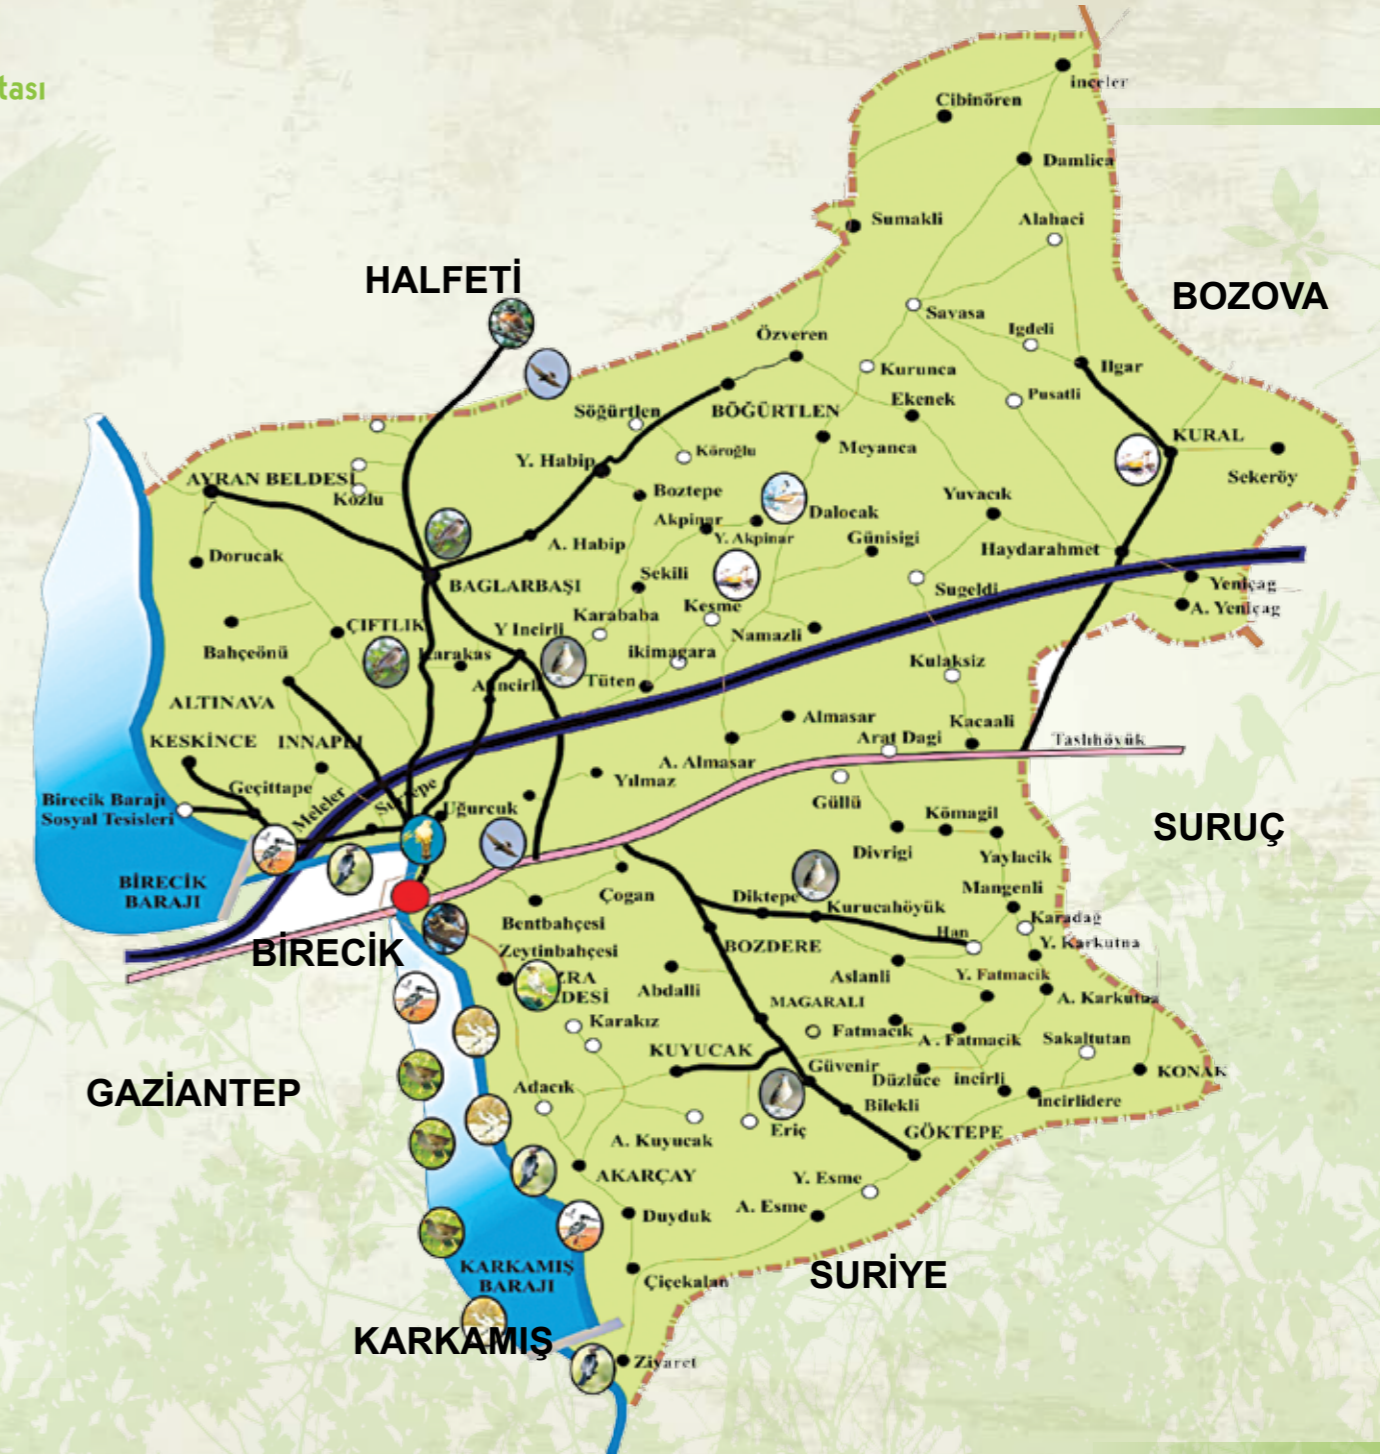 tası
inceler
Cibinören
Damlica
Sumakli
Alahaci
HALFETİ
BOZOVA
Savasa
Igdeli
Özveren
Kurunca
Ilgar
Pusatli
Ekenek
Söğürtlen
BÖĞÜRTLEN
Meyanca
KURAL
Köroğlu
Y. Habip
Sekeröy
AYRAN BELDESİ
Kozlu
Boztepe
Yuvacık
Akpinar
Dalocak
Y. Akpinar
Günisigi
A. Habip
Haydarahmet
Dorucak
BAGLARBAŞI
Sekili
Sugeldi
Yeniçag
A. Yeniçag
Kesme
Karababa
ÇIFTLIK
Y Incirli
Namazli
Bahçeönü
Karakas
ikimagara
Kulaksiz
Tüten
ALTINAVA
Almasar
Kacaali
KESKİNCE
Arat Dagi
Taslıhöyük
A. Almasar
Yılmaz
Geçittape
Güllü
Birecik Barajı
Sosyal Tesisleri
Meleler
Uğurcuk
Kömagil
SURUÇ
Divrigi
Yaylacik
BİRECİK
BARAJI
Çogan
Diktepe
Mangenli
Kurucahöyük
Karadağ
Bentbahçesi
Han
Y. Karkutna
BİRECİK
Zeytinbahçesi
BOZDERE
Aslanli
Y. Fatmacik
ZRA
DESİ
Abdalli
MAGARALI
A. Karkutna
Karakız
Fatmacık
A . Fatmacik
Sakaltutan
KUYUCAK
Güvenir
Düzlüce
incirli
KONAK
GAZİANTEP
Adacık
Bilekli
incirlidere
A. Kuyucak
Eriç
GÖKTEPE
AKARÇAY
Y. Esme
Duyduk
A. Esme
KARKAMIŞ
BARAJI
Çiçekalan
SURİYE
KARKAMIŞ
Ziyaret